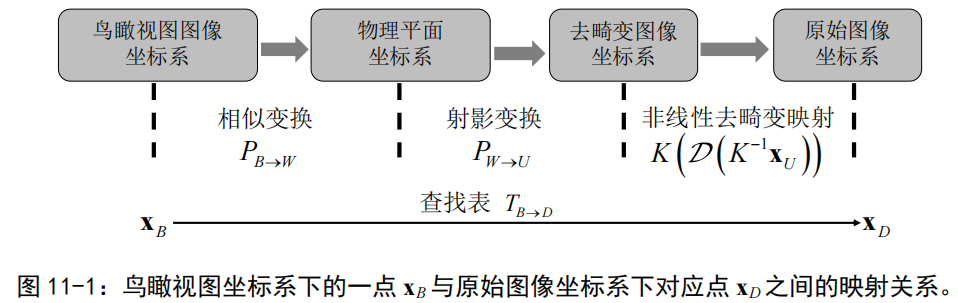 鸟瞰视图图像
坐标系
物理平面
坐标系
去畸变图像
坐标系
原始图像
坐标系
相似变换
P_{B→W}
射影变换
P_{W→U}
非线性去畸变映射
K(𝒟(K^{-1}x_U))
查找表 T_{B→D}
x_B
x_D
图 11-1：鸟瞰视图坐标系下的一点 x_B 与原始图像坐标系下对应点 x_D 之间的映射关系。